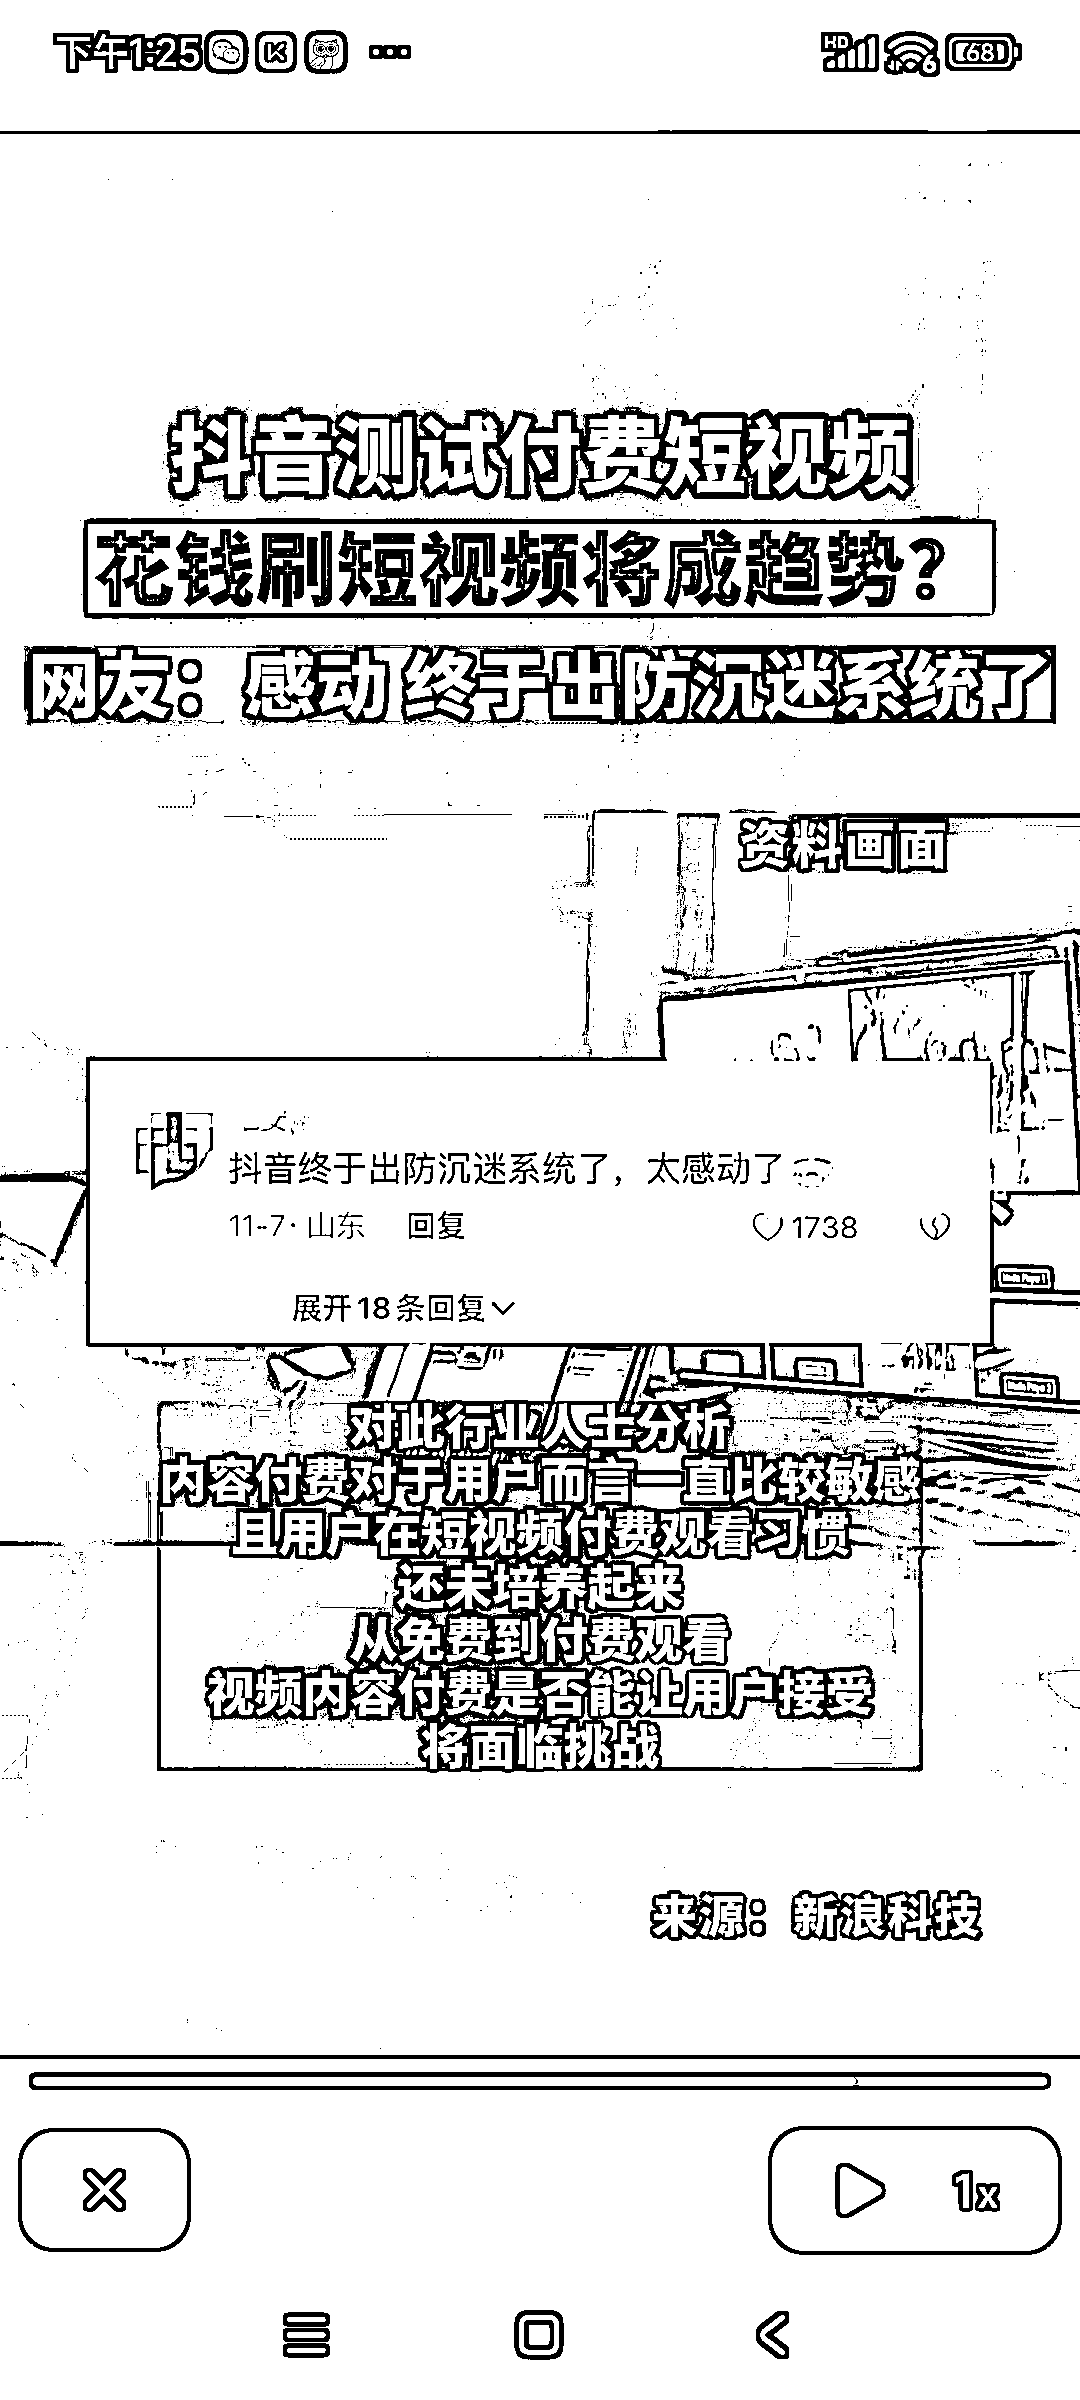 下午1:25
HD
6
68
抖音测试付费短视频
花钱刷短视频将成趋势？
网友：感动 终于出防沉迷系统了
资料画面
抖音终于出防沉迷系统了，太感动了
11-7·山东 回复 1738
展开18条回复
对此行业人士分析
内容付费对于用户而言一直比较敏感
且用户在短视频付费观看习惯
还未培养起来
从免费到付费观看
视频内容付费是否能让用户接受
将面临挑战
来源：新浪科技
1x